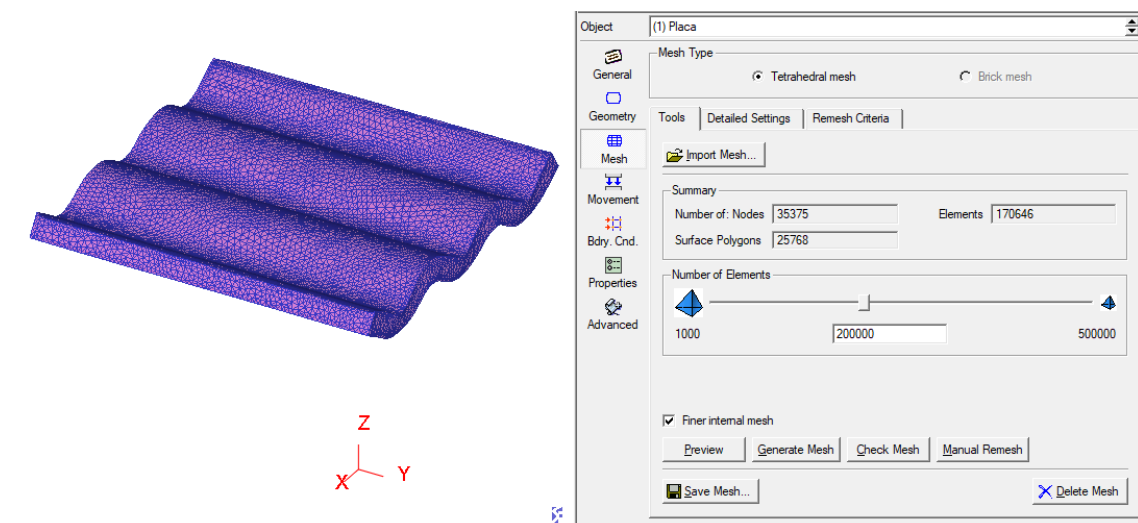 Object (1) Placa
General
Geometry
Mesh
Movement
Bdry. Cnd.
Properties
Advanced
Mesh Type
Tetrahedral mesh Brick mesh
Tools Detailed Settings Remesh Criteria
Import Mesh...
Summary
Number of: Nodes 35375 Elements 170646
Surface Polygons 25768
Number of Elements
1000 200000 500000
Finer internal mesh
Preview Generate Mesh Check Mesh Manual Remesh
Save Mesh... Delete Mesh
Z
X Y